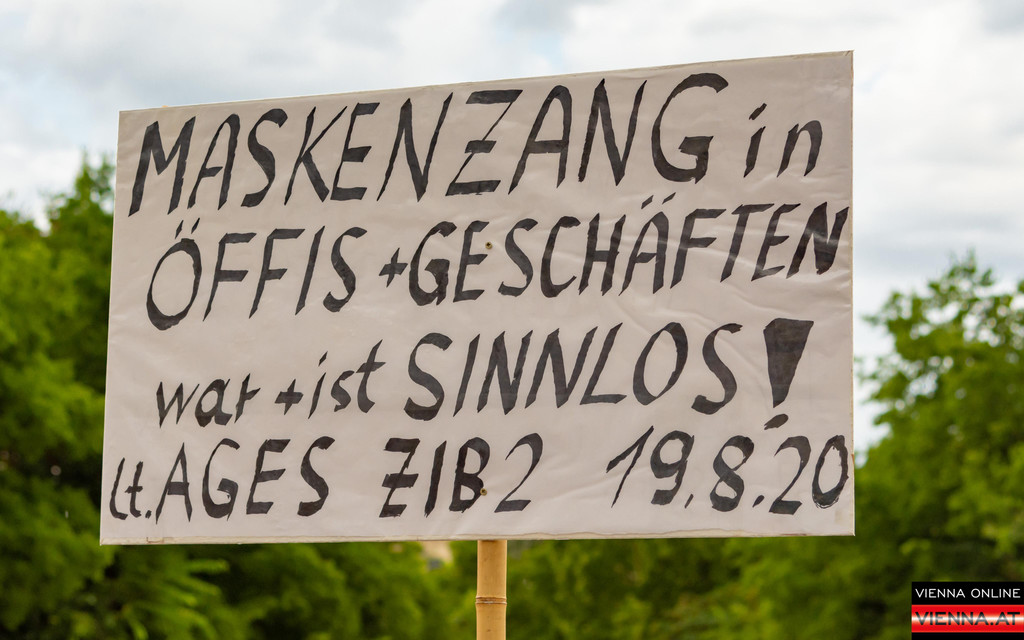 MASKENZANG in
ÖFFIS + GESCHÄFTEN
war + ist SINNLOS!
lt. AGES ZIB2 19.8.20
VIENNA ONLINE
VIENNA.AT